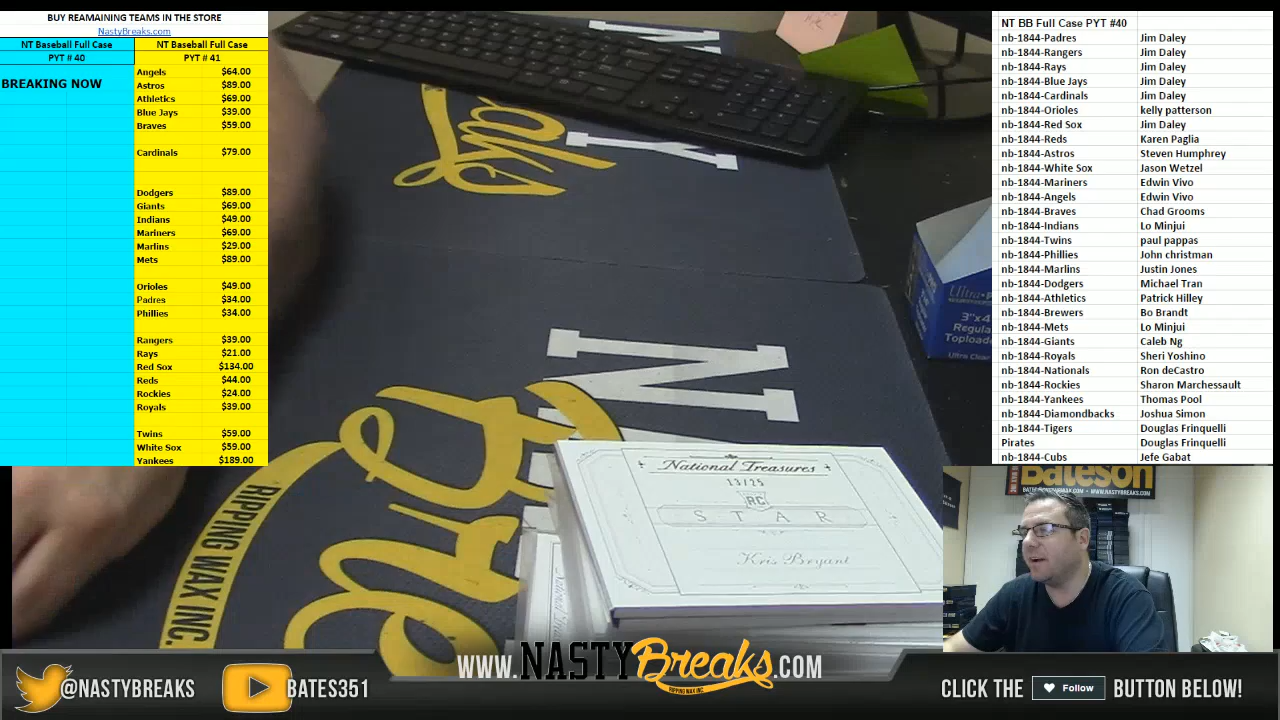 BUY REAMAINING TEAMS IN THE STORE
NastyBreaks.com
NT Baseball Full Case NT Baseball Full Case
PYT # 40 PYT # 41
BREAKING NOW
Angels $64.00
Astros $89.00
Athletics $69.00
Blue Jays $39.00
Braves $59.00
Cardinals $79.00
Dodgers $89.00
Giants $69.00
Indians $49.00
Mariners $69.00
Marlins $29.00
Mets $89.00
Orioles $49.00
Padres $34.00
Phillies $34.00
Rangers $39.00
Rays $21.00
Red Sox $134.00
Reds $44.00
Rockies $24.00
Royals $39.00
Twins $59.00
White Sox $59.00
Yankees $189.00
NT BB Full Case PYT #40
nb-1844-Padres Jim Daley
nb-1844-Rangers Jim Daley
nb-1844-Rays Jim Daley
nb-1844-Blue Jays Jim Daley
nb-1844-Cardinals Jim Daley
nb-1844-Orioles kelly patterson
nb-1844-Red Sox Jim Daley
nb-1844-Reds Karen Paglia
nb-1844-Astros Steven Humphrey
nb-1844-White Sox Jason Wetzel
nb-1844-Mariners Edwin Vivo
nb-1844-Angels Edwin Vivo
nb-1844-Braves Chad Grooms
nb-1844-Indians Lo Minjui
nb-1844-Twins paul pappas
nb-1844-Phillies John christman
nb-1844-Marlins Justin Jones
nb-1844-Dodgers Michael Tran
nb-1844-Athletics Patrick Hilley
nb-1844-Brewers Bo Brandt
nb-1844-Mets Lo Minjui
nb-1844-Giants Caleb Ng
nb-1844-Royals Sheri Yoshino
nb-1844-Nationals Ron deCastro
nb-1844-Rockies Sharon Marchessault
nb-1844-Yankees Thomas Pool
nb-1844-Diamondbacks Joshua Simon
nb-1844-Tigers Douglas Frinquelli
Pirates Douglas Frinquelli
nb-1844-Cubs Jefe Gabat
Ultra
3"x4
Regula
Toploade
Ultra Clear
N
Y
N
RIPPING WAX INC.
National Treasures
13/25
RC
STAR
Kris Bryant
Bateson
@NASTYBREAKS
BATES351
WWW.NASTYBreaks.COM
RIPPING WAX INC.
CLICK THE Follow BUTTON BELOW!